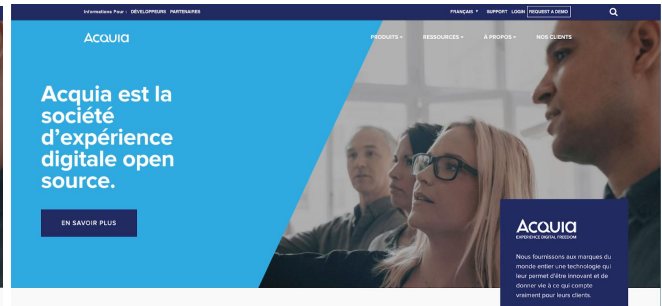 Informations Pour : DÉVELOPPEURS PARTENAIRES
FRANÇAIS SUPPORT LOGIN REQUEST A DEMO
ACQUIA
PRODUITS RESSOURCES À PROPOS NOS CLIENTS
Acquia est la
société
d'expérience
digitale open
source.
EN SAVOIR PLUS
ACQUIA
EXPERIENCE DIGITAL FREEDOM
Nous fournissons aux marques du
monde entier une technologie qui
leur permet d'être innovant et de
donner vie à ce qui compte
vraiment pour leurs clients.